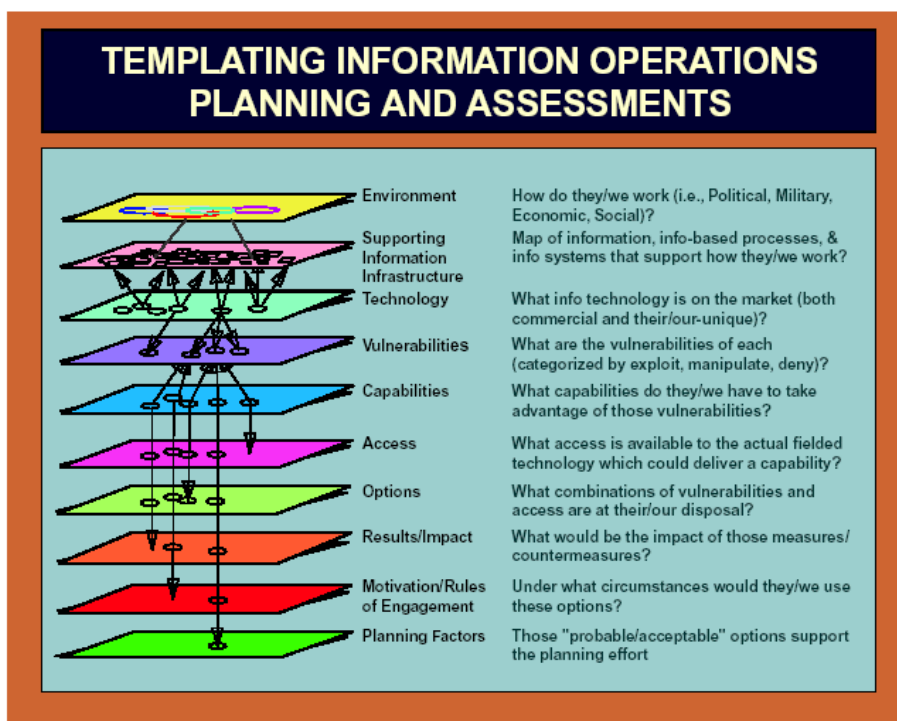 TEMPLATING INFORMATION OPERATIONS
PLANNING AND ASSESSMENTS
Environment
How do they/we work (i.e., Political, Military,
Economic, Social)?
Supporting
Information
Infrastructure
Map of information, info-based processes, &
info systems that support how they/we work?
Technology
What info technology is on the market (both
commercial and their/our-unique)?
Vulnerabilities
What are the vulnerabilities of each
(categorized by exploit, manipulate, deny)?
Capabilities
What capabilities do they/we have to take
advantage of those vulnerabilities?
Access
What access is available to the actual fielded
technology which could deliver a capability?
Options
What combinations of vulnerabilities and
access are at their/our disposal?
Results/Impact
What would be the impact of those measures/
countermeasures?
Motivation/Rules
of Engagement
Under what circumstances would they/we use
these options?
Planning Factors
Those "probable/acceptable" options support
the planning effort